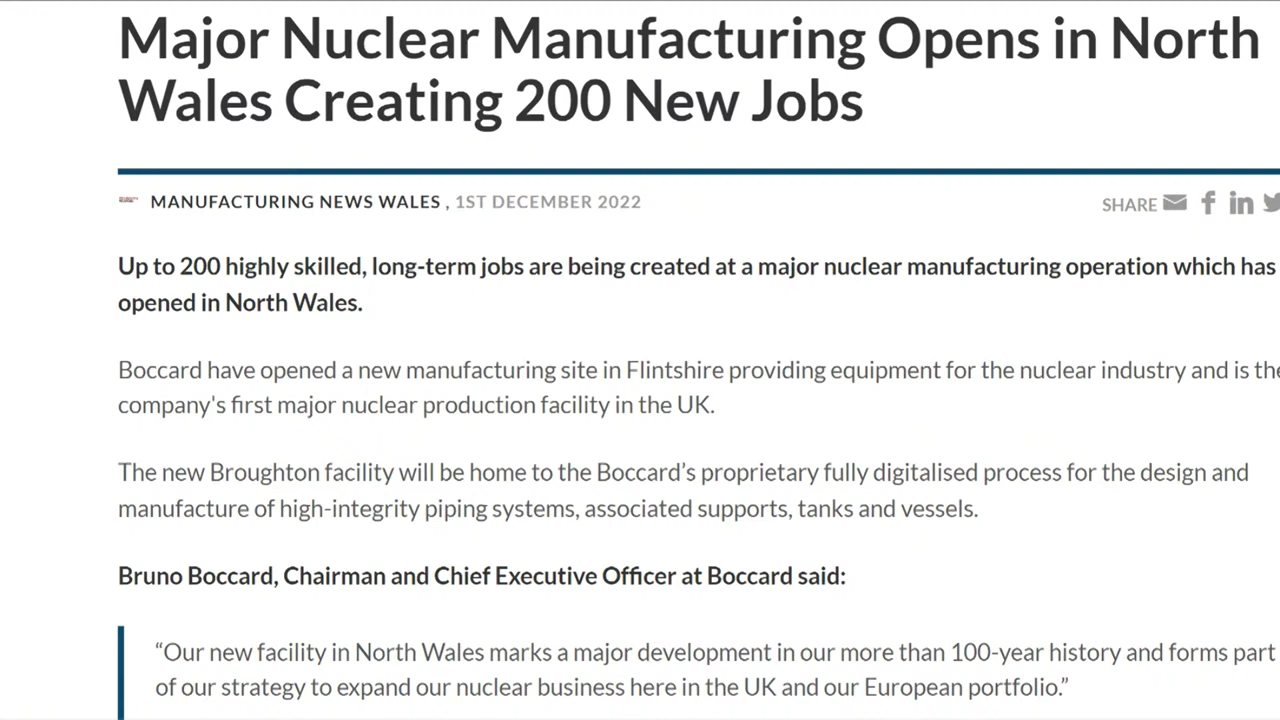 Major Nuclear Manufacturing Opens in North
Wales Creating 200 New Jobs
MANUFACTURING NEWS WALES , 1ST DECEMBER 2022
SHARE
Up to 200 highly skilled, long-term jobs are being created at a major nuclear manufacturing operation which has
opened in North Wales.
Boccard have opened a new manufacturing site in Flintshire providing equipment for the nuclear industry and is the
company's first major nuclear production facility in the UK.
The new Broughton facility will be home to the Boccard’s proprietary fully digitalised process for the design and
manufacture of high-integrity piping systems, associated supports, tanks and vessels.
Bruno Boccard, Chairman and Chief Executive Officer at Boccard said:
“Our new facility in North Wales marks a major development in our more than 100-year history and forms part
of our strategy to expand our nuclear business here in the UK and our European portfolio.”